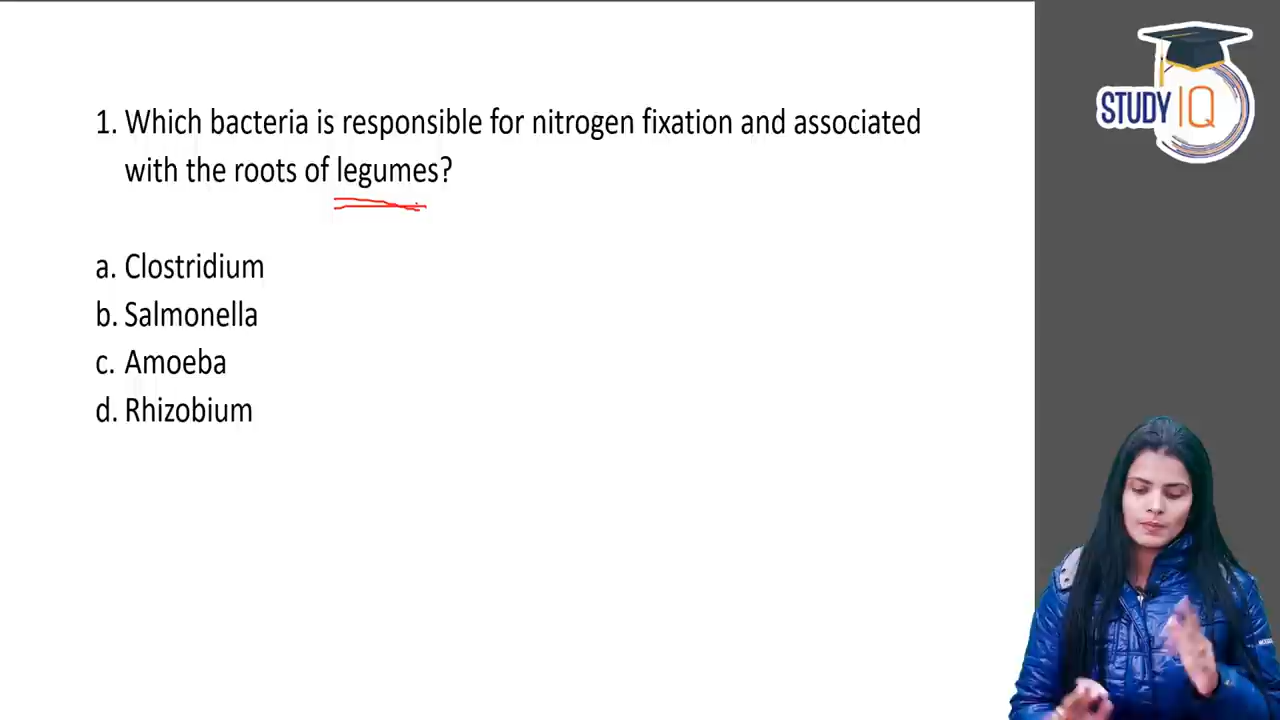 1. Which bacteria is responsible for nitrogen fixation and associated
with the roots of legumes?
a. Clostridium
b. Salmonella
c. Amoeba
d. Rhizobium
STUDY IQ